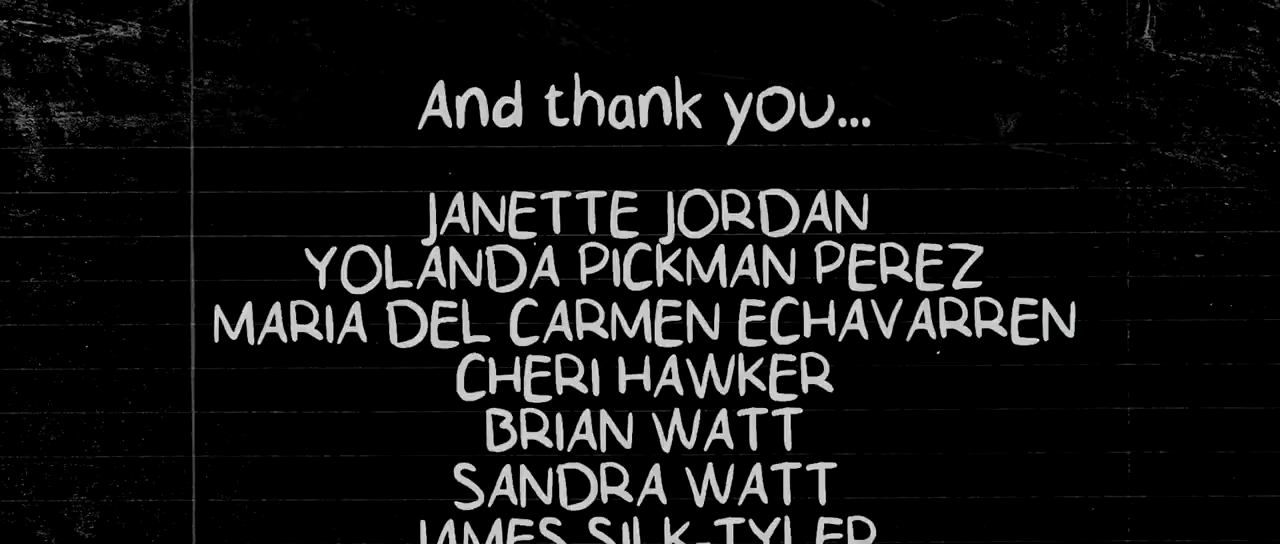 And thank you...
JANETTE JORDAN
YOLANDA PICKMAN PEREZ
MARIA DEL CARMEN ECHAVARREN
CHERI HAWKER
BRIAN WATT
SANDRA WATT
JAMES SILK-TYLER